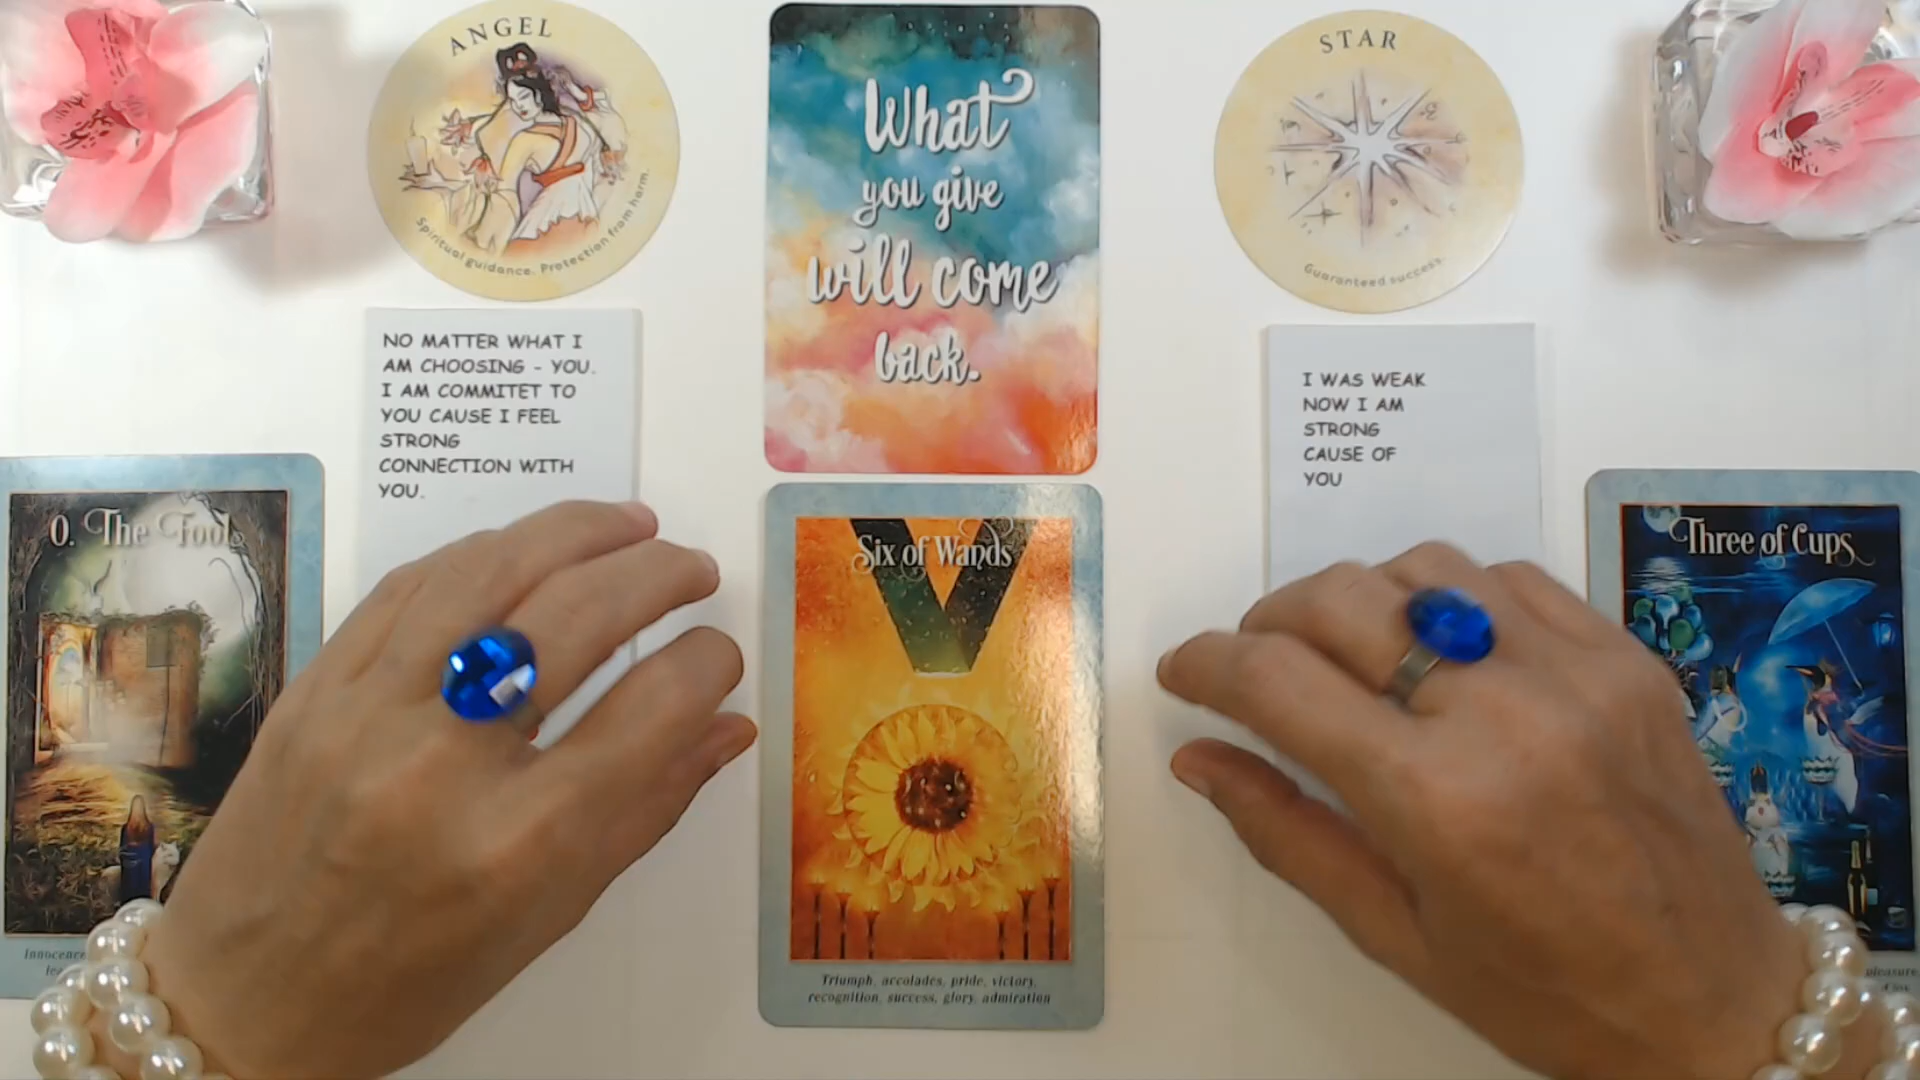 ANGEL
Spiritual guidance. Protection from harm.
What
you give
will come
back.
STAR
Guaranteed success.
NO MATTER WHAT I
AM CHOOSING - YOU.
I AM COMMITET TO
YOU CAUSE I FEEL
STRONG
CONNECTION WITH
YOU.
I WAS WEAK
NOW I AM
STRONG
CAUSE OF
YOU
0. The Fool
Innocence
Six of Wands
Triumph, accolades, pride, victory,
recognition, success, glory, admiration
Three of Cups
pleasure